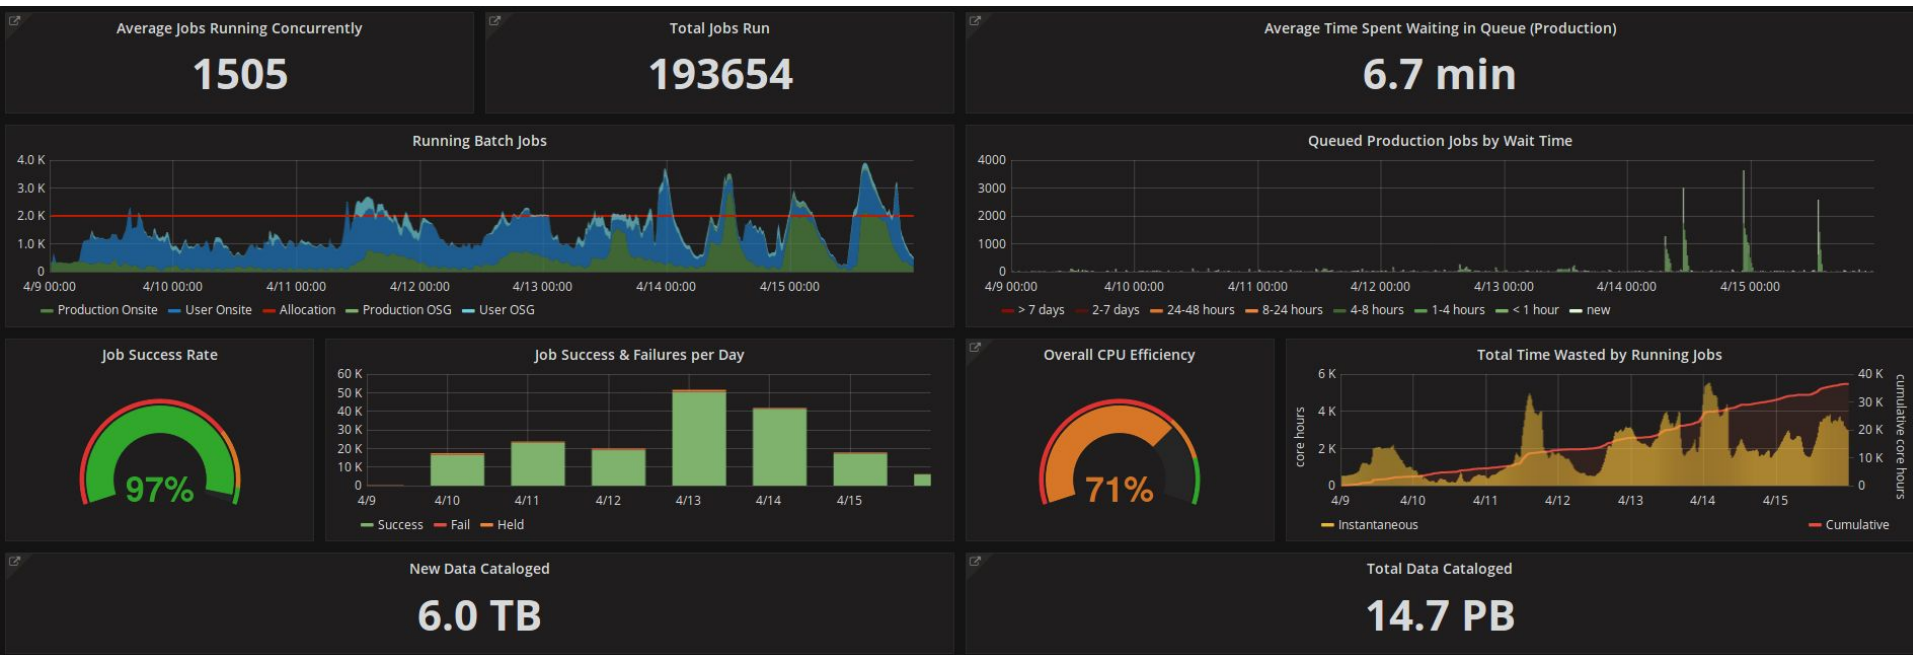 Average Jobs Running Concurrently
1505
Total Jobs Run
193654
Average Time Spent Waiting in Queue (Production)
6.7 min
Running Batch Jobs
4.0 K
3.0 K
2.0 K
1.0 K
0
4/9 00:00 4/10 00:00 4/11 00:00 4/12 00:00 4/13 00:00 4/14 00:00 4/15 00:00
Production Onsite User Onsite Allocation Production OSG User OSG
Queued Production Jobs by Wait Time
4000
3000
2000
1000
0
4/9 00:00 4/10 00:00 4/11 00:00 4/12 00:00 4/13 00:00 4/14 00:00 4/15 00:00
> 7 days 2-7 days 24-48 hours 8-24 hours 4-8 hours 1-4 hours < 1 hour new
Job Success Rate
97%
Job Success & Failures per Day
60 K
50 K
40 K
30 K
20 K
10 K
0
4/9 4/10 4/11 4/12 4/13 4/14 4/15
Success Fail Held
Overall CPU Efficiency
71%
Total Time Wasted by Running Jobs
core hours
6 K
4 K
2 K
0
40 K
30 K
20 K
10 K
0
cumulative core hours
4/9 4/10 4/11 4/12 4/13 4/14 4/15
Instantaneous Cumulative
New Data Cataloged
6.0 TB
Total Data Cataloged
14.7 PB